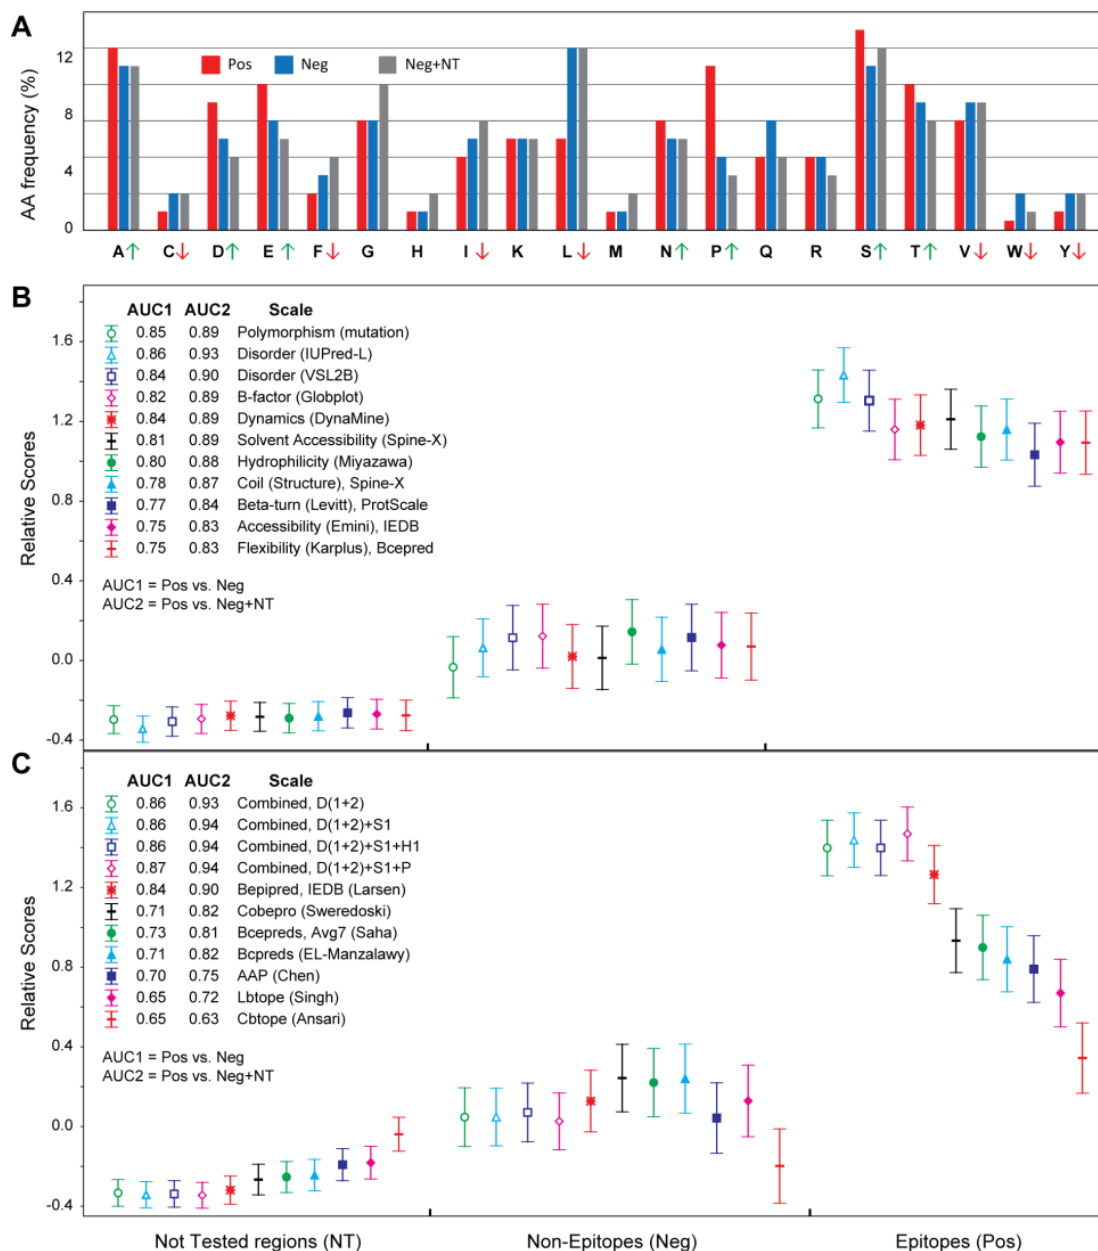 A
AA frequency (%)
12
8
4
0
Pos Neg Neg+NT
A↑ C↓ D↑ E↑ F↓ G H I↓ K L↓ M N↑ P↑ Q R S↑ T↑ V↓ W↓ Y↓
B
Relative Scores
1.6
1.2
0.8
0.4
0.0
-0.4
AUC1 AUC2 Scale
0.85 0.89 Polymorphism (mutation)
0.86 0.93 Disorder (IUPred-L)
0.84 0.90 Disorder (VSL2B)
0.82 0.89 B-factor (Globplot)
0.84 0.89 Dynamics (DynaMine)
0.81 0.89 Solvent Accessibility (Spine-X)
0.80 0.88 Hydrophilicity (Miyazawa)
0.78 0.87 Coil (Structure), Spine-X
0.77 0.84 Beta-turn (Levitt), ProtScale
0.75 0.83 Accessibility (Emini), IEDB
0.75 0.83 Flexibility (Karplus), Bcepred
AUC1 = Pos vs. Neg
AUC2 = Pos vs. Neg+NT
C
Relative Scores
1.6
1.2
0.8
0.4
0.0
-0.4
AUC1 AUC2 Scale
0.86 0.93 Combined, D(1+2)
0.86 0.94 Combined, D(1+2)+S1
0.86 0.94 Combined, D(1+2)+S1+H1
0.87 0.94 Combined, D(1+2)+S1+P
0.84 0.90 Bepipred, IEDB (Larsen)
0.71 0.82 Cobepro (Sweredoski)
0.73 0.81 Bcepreds, Avg7 (Saha)
0.71 0.82 Bcpreds (EL-Manzalawy)
0.70 0.75 AAP (Chen)
0.65 0.72 Lbtope (Singh)
0.65 0.63 Cbtope (Ansari)
AUC1 = Pos vs. Neg
AUC2 = Pos vs. Neg+NT
Not Tested regions (NT) Non-Epitopes (Neg) Epitopes (Pos)